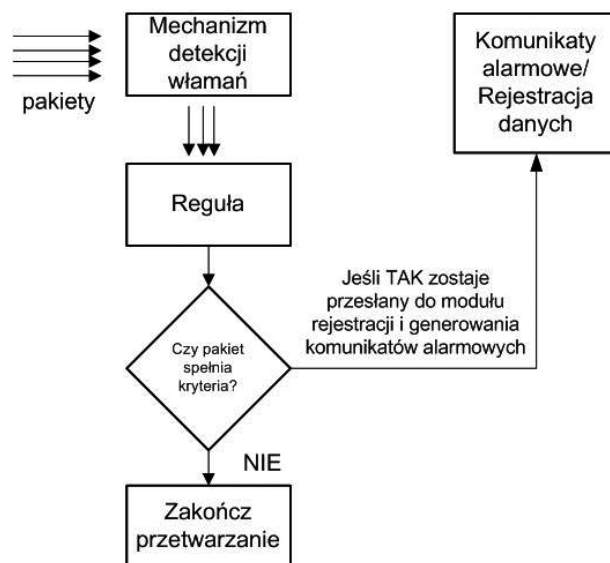 Mechanizm
detekcji
włamań
pakiety
Komunikaty
alarmowe/
Rejestracja
danych
Reguła
Jeśli TAK zostaje
przesłany do modułu
rejestracji i generowania
komunikatów alarmowych
Czy pakiet
spełnia
kryteria?
NIE
Zakończ
przetwarzanie